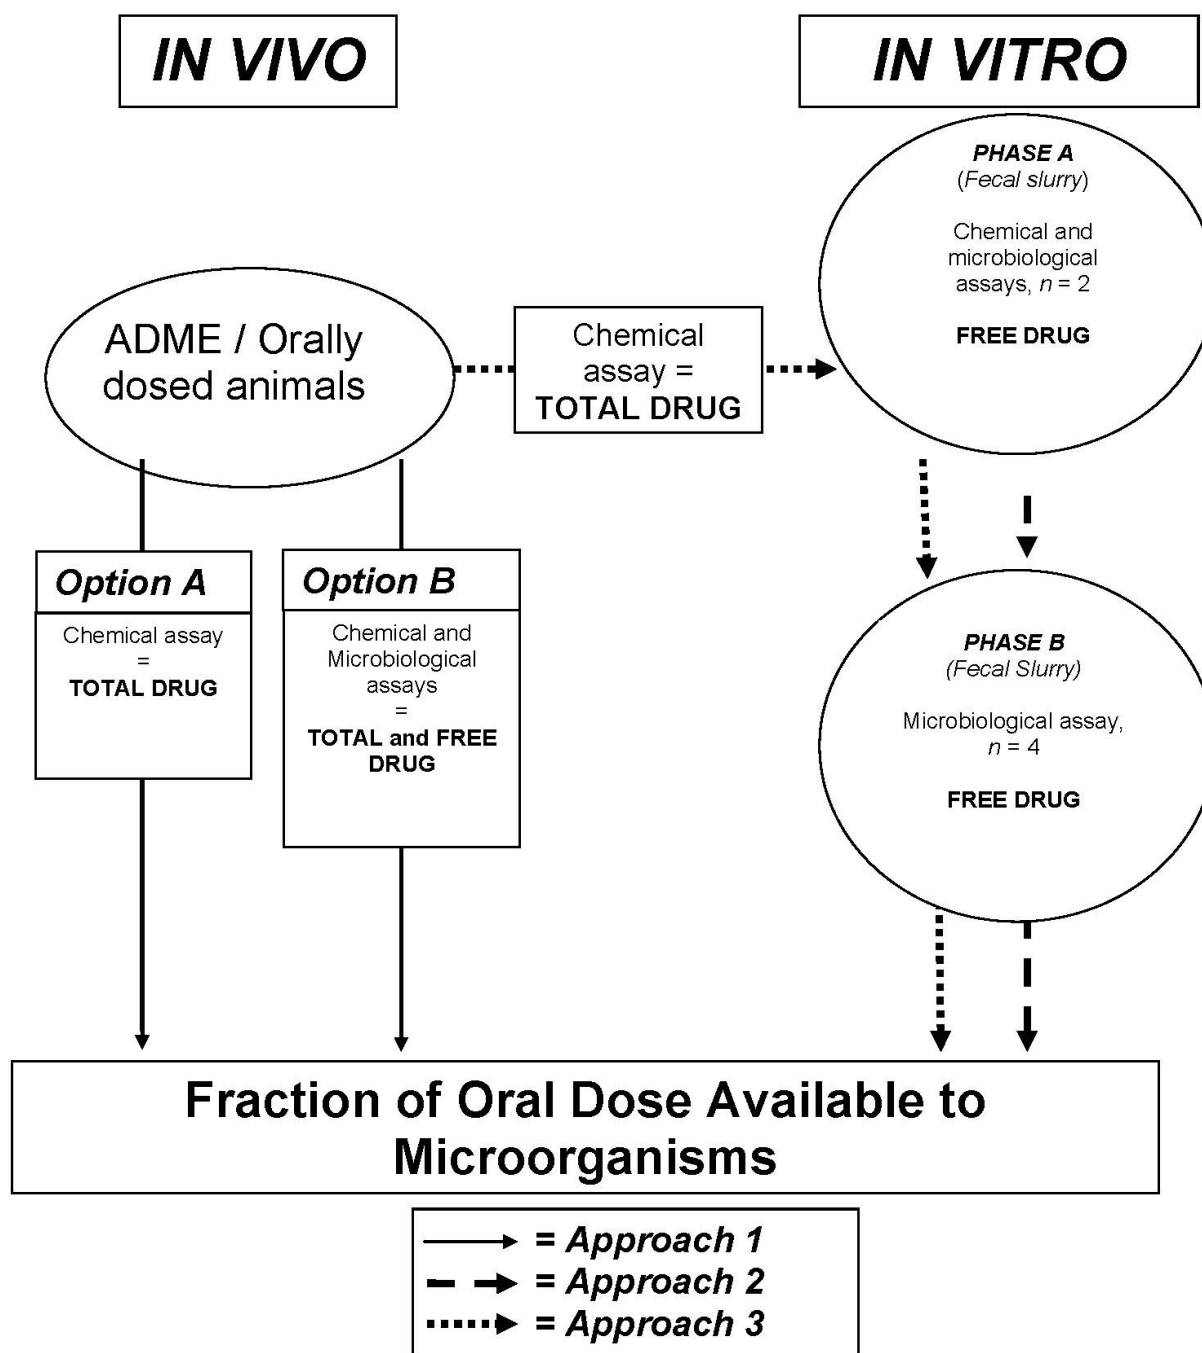 IN VIVO
IN VITRO
PHASE A
(Fecal slurry)
Chemical and
microbiological
assays, n = 2
FREE DRUG
ADME / Orally
dosed animals
Chemical
assay =
TOTAL DRUG
Option A
Chemical assay
=
TOTAL DRUG
Option B
Chemical and
Microbiological
assays
=
TOTAL and FREE
DRUG
PHASE B
(Fecal Slurry)
Microbiological assay,
n = 4
FREE DRUG
Fraction of Oral Dose Available to
Microorganisms
= Approach 1
= Approach 2
= Approach 3